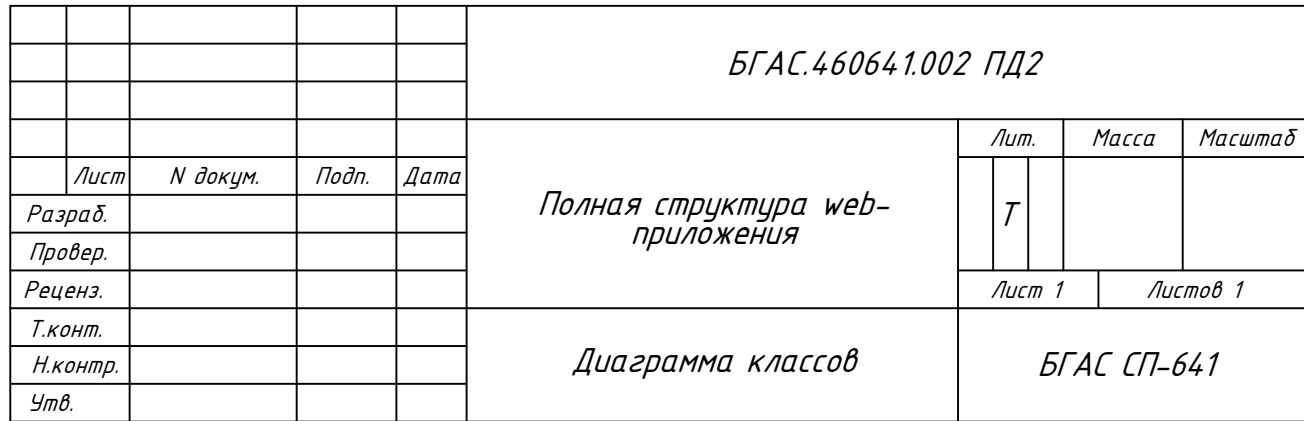 БГАС.460641.002 ПД2
Лит. Масса Масштаб
Лист N докум. Подп. Дата
Полная структура web-
приложения
Т
Разраб.
Провер.
Реценз.
Лист 1 Листов 1
Т.конт.
Н.контр.
Утв.
Диаграмма классов
БГАС СП-641